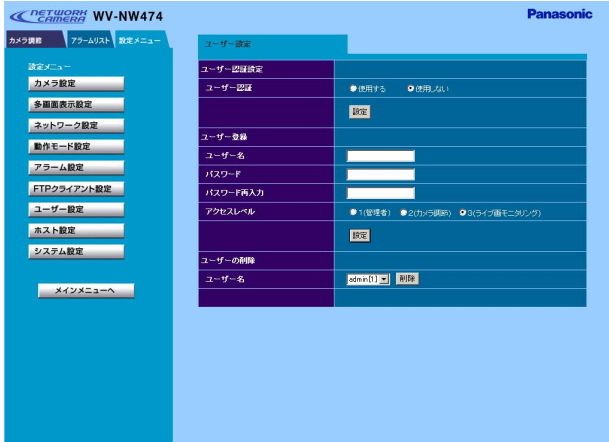 NETWORK CAMERA WV-NW474
Panasonic
カメラ調節 アラームリスト 設定メニュー
設定メニュー
カメラ設定
多画面表示設定
ネットワーク設定
動作モード設定
アラーム設定
FTPクライアント設定
ユーザー設定
ホスト設定
システム設定
メインメニューへ
ユーザー設定
ユーザー認証設定
ユーザー認証 使用する 使用しない
設定
ユーザー登録
ユーザー名
パスワード
パスワード再入力
アクセスレベル 1(管理者) 2(カメラ調節) 3(ライブ画モニタリング)
設定
ユーザーの削除
ユーザー名 admin[1] 削除